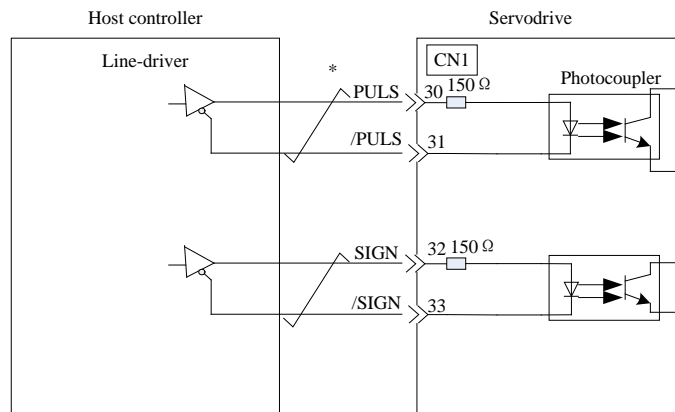 Host controller
Servodrive
Line-driver
*
CN1
Photocoupler
PULS
30
150 Ω
/PULS
31
SIGN
32
150 Ω
/SIGN
33